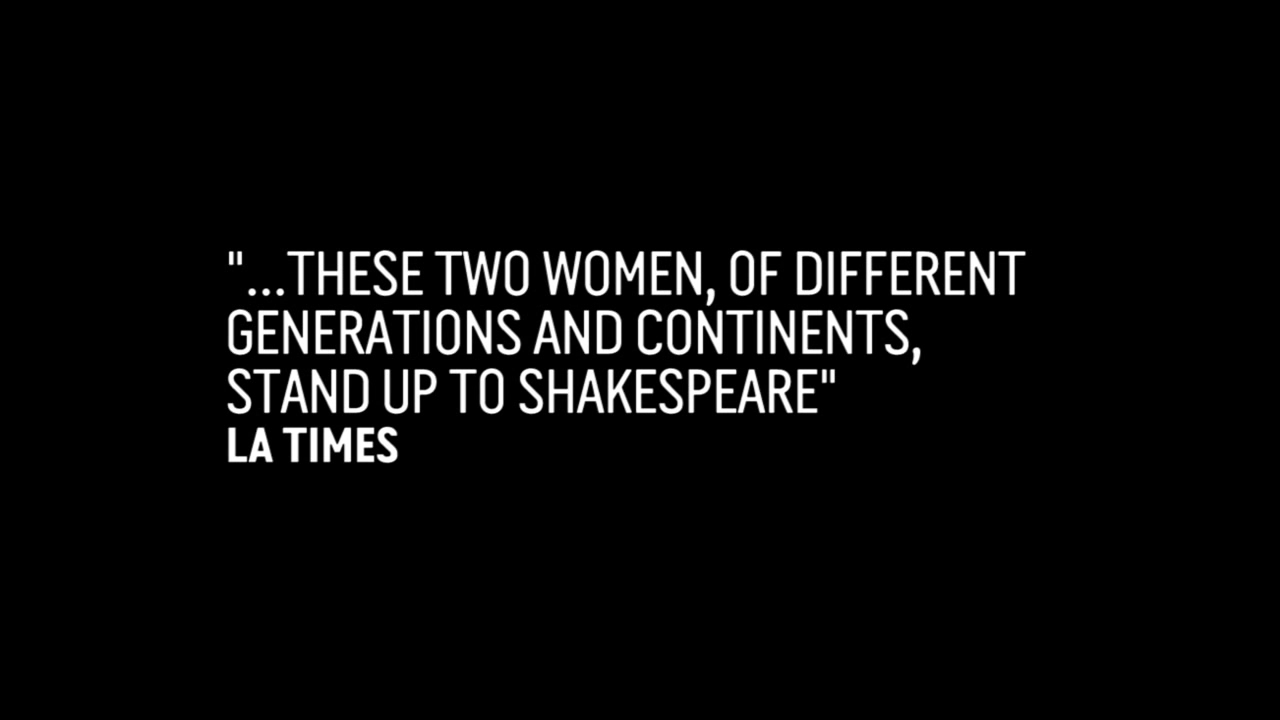 "...THESE TWO WOMEN, OF DIFFERENT
GENERATIONS AND CONTINENTS,
STAND UP TO SHAKESPEARE"
LA TIMES